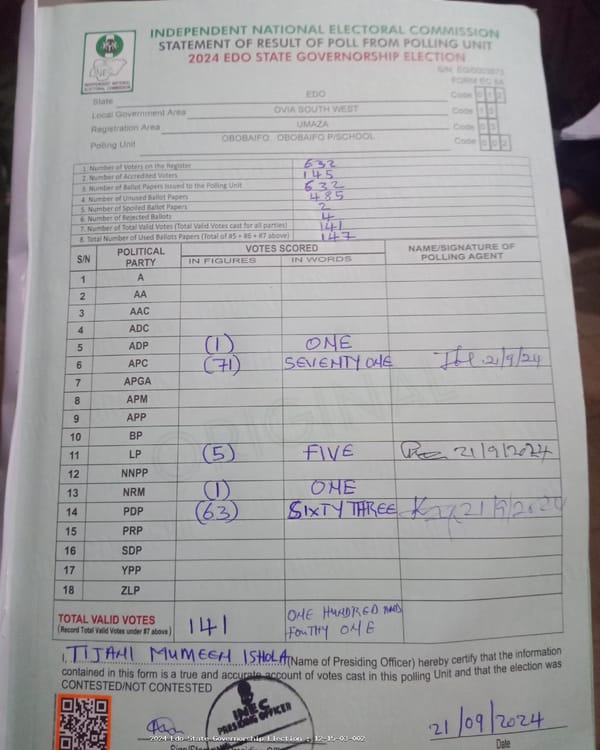 INDEPENDENT NATIONAL ELECTORAL COMMISSION
STATEMENT OF RESULT OF POLL FROM POLLING UNIT
2024 EDO STATE GOVERNORSHIP ELECTION
FORM EC 8A
INDEPENDENT NATIONAL ELECTORAL COMMISSION
State EDO Code 0 1 2
Local Government Area OVIA SOUTH WEST Code 1 5
Registration Area UMAZA Code 0 3
Polling Unit OBOBAIFO, OBOBAIFO P/SCHOOL Code 0 0 2
1. Number of Voters on the Register 632
2. Number of Accredited Voters 145
3. Number of Ballot Papers Issued to the Polling Unit 632
4. Number of Unused Ballot Papers 485
5. Number of Spoiled Ballot Papers 2
6. Number of Rejected Ballots 4
7. Number of Total Valid Votes (Total Valid Votes cast for all parties) 141
8. Total Number of Used Ballots Papers (Total of #5 + #6 + #7 above) 147
S/N POLITICAL PARTY VOTES SCORED NAME/SIGNATURE OF POLLING AGENT
IN FIGURES IN WORDS
1 A
2 AA
3 AAC
4 ADC
5 ADP (1) ONE
6 APC (71) SEVENTY ONE 21/9/24
7 APGA
8 APM
9 APP
10 BP
11 LP (5) FIVE 21/9/2024
12 NNPP
13 NRM (1) ONE
14 PDP (63) SIXTY THREE 21/9/2024
15 PRP
16 SDP
17 YPP
18 ZLP
ORIGINAL
TOTAL VALID VOTES 141 ONE HUNDRED AND
(Record Total Valid Votes under #7 above) FOUTHY ONE
I, TIJANI MUMEEN ISHOLA (Name of Presiding Officer) hereby certify that the information
contained in this form is a true and accurate account of votes cast in this polling Unit and that the election was
CONTESTED/NOT CONTESTED
INEC
PRESIDING OFFICER
21/09/2024
Date
2024 Edo State Governorship Election - 12-15-03-002